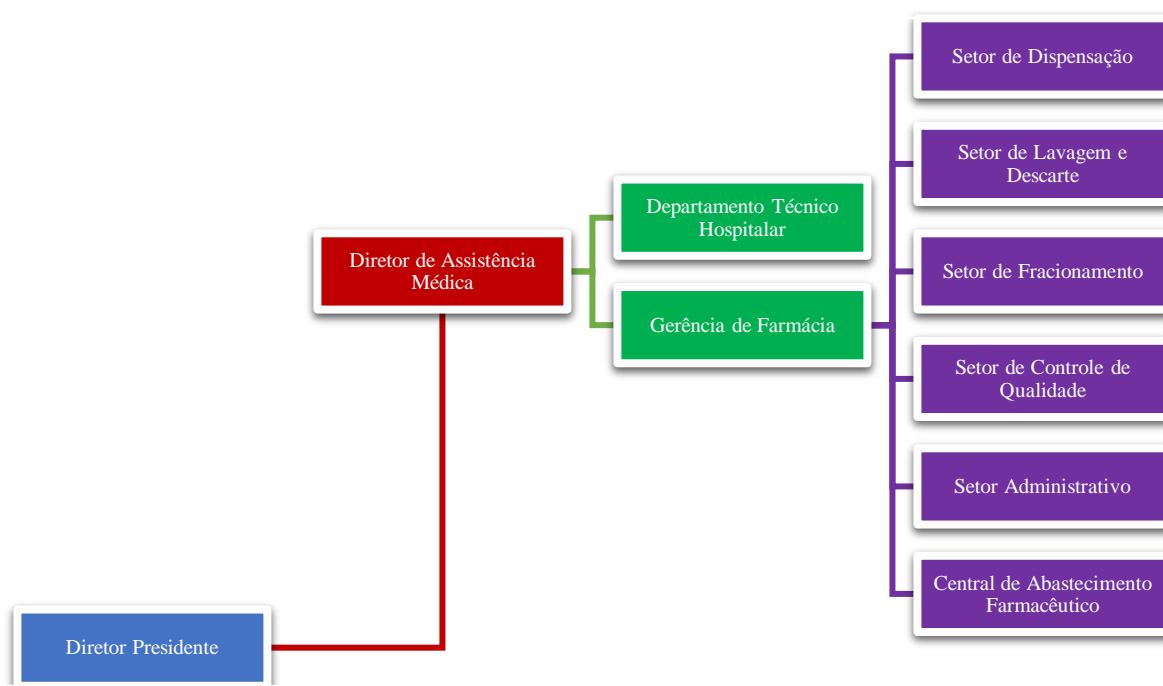 Setor de Dispensação
Setor de Lavagem e
Descarte
Departamento Técnico
Hospitalar
Diretor de Assistência
Médica
Setor de Fracionamento
Gerência de Farmácia
Setor de Controle de
Qualidade
Setor Administrativo
Central de Abastecimento
Farmacêutico
Diretor Presidente